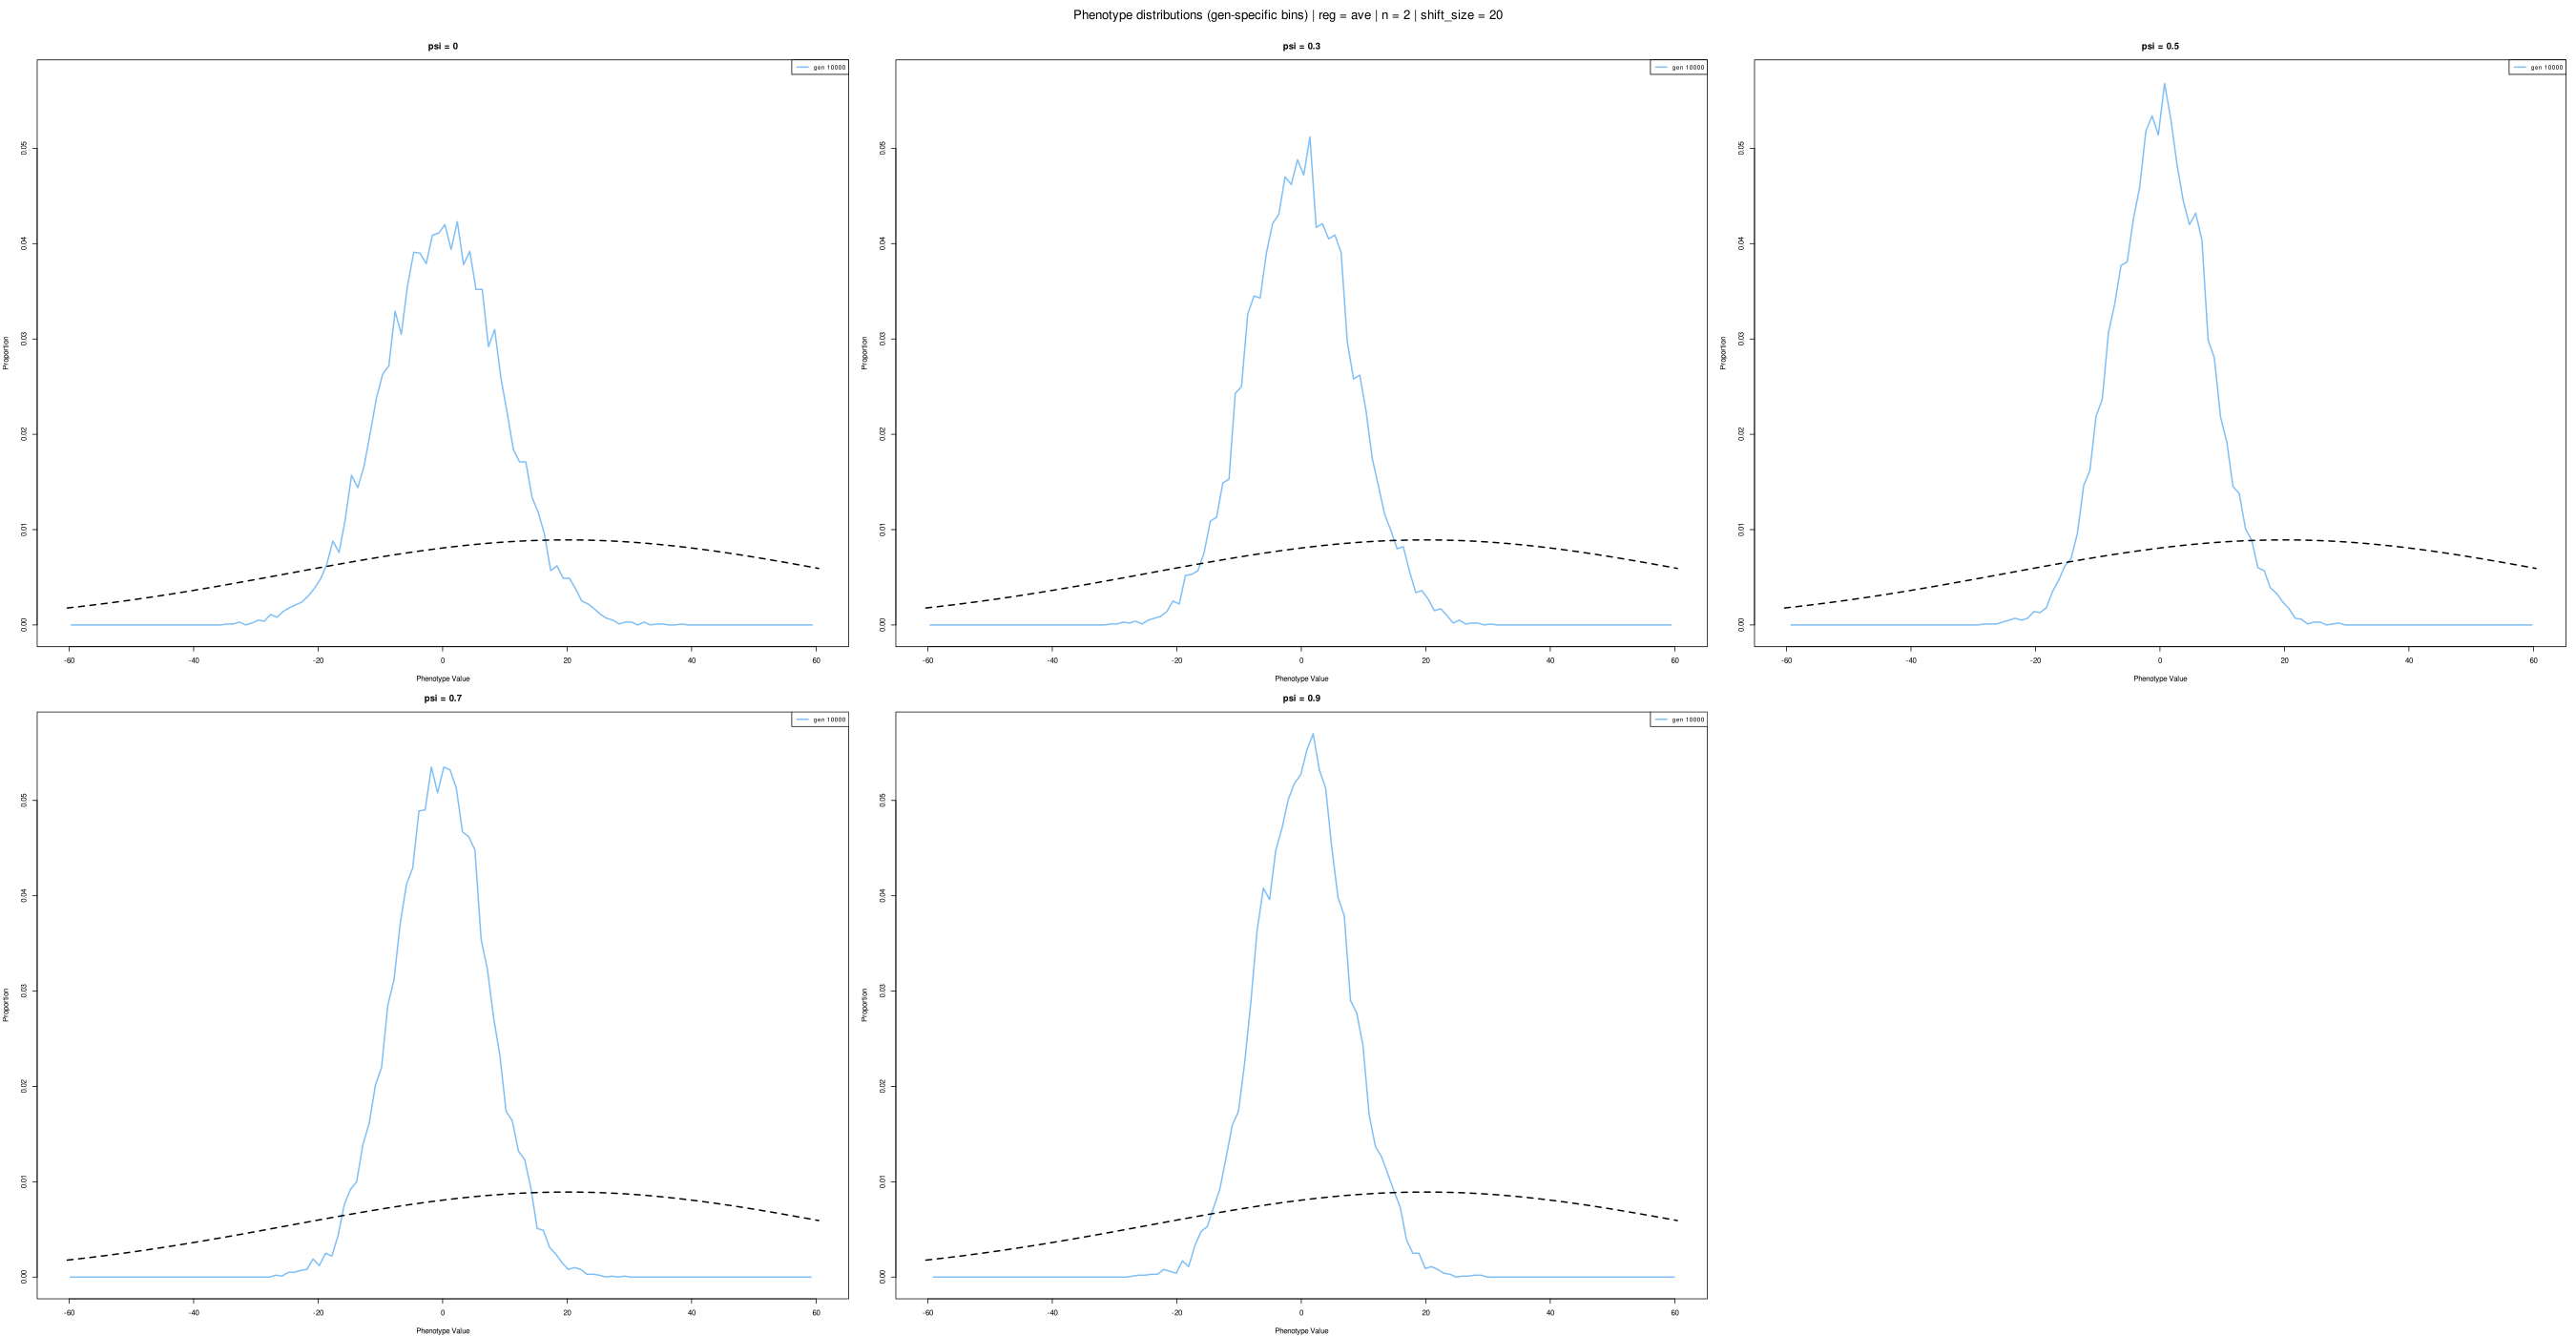 Phenotype distributions (gen-specific bins) | reg = ave | n = 2 | shift_size = 20
psi = 0
gen 10000
Proportion
0.05
0.04
0.03
0.02
0.01
0.00
-60 -40 -20 0 20 40 60
Phenotype Value
psi = 0.3
gen 10000
Proportion
0.05
0.04
0.03
0.02
0.01
0.00
-60 -40 -20 0 20 40 60
Phenotype Value
psi = 0.5
gen 10000
Proportion
0.05
0.04
0.03
0.02
0.01
0.00
-60 -40 -20 0 20 40 60
Phenotype Value
psi = 0.7
gen 10000
Proportion
0.05
0.04
0.03
0.02
0.01
0.00
-60 -40 -20 0 20 40 60
Phenotype Value
psi = 0.9
gen 10000
Proportion
0.05
0.04
0.03
0.02
0.01
0.00
-60 -40 -20 0 20 40 60
Phenotype Value